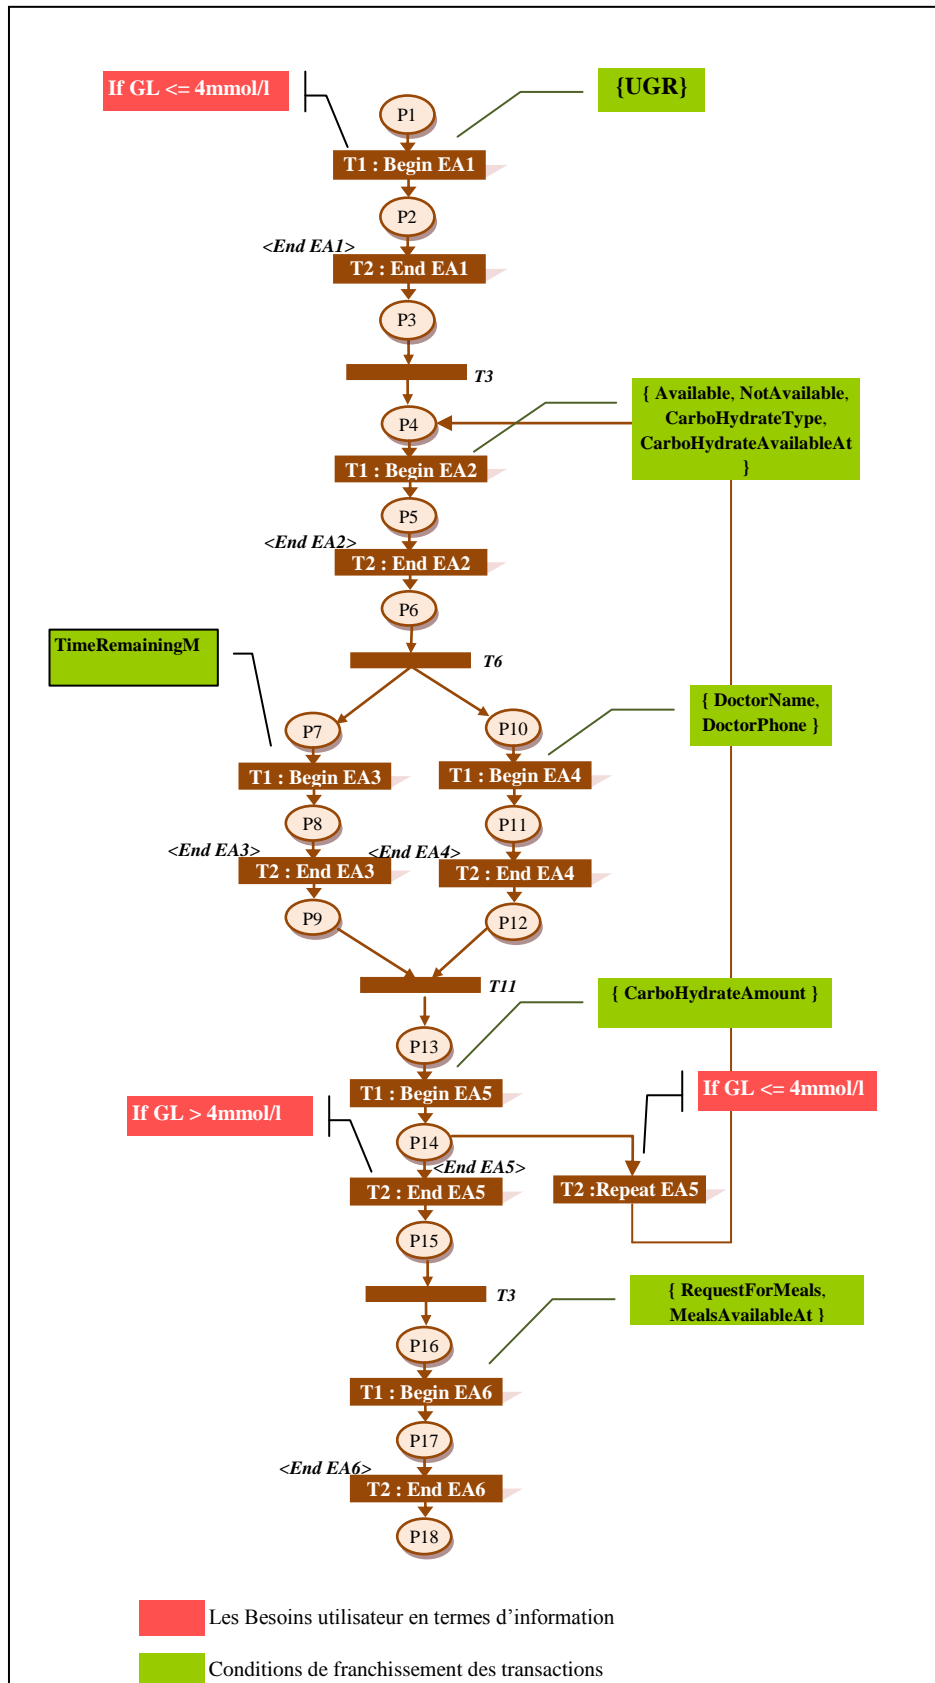 If GL <= 4mmol/l
{UGR}
P1
T1 : Begin EA1
P2
<End EA1>
T2 : End EA1
P3
T3
{ Available, NotAvailable,
CarboHydrateType,
CarboHydrateAvailableAt
}
P4
T1 : Begin EA2
P5
<End EA2>
T2 : End EA2
P6
TimeRemainingM
T6
{ DoctorName,
DoctorPhone }
P7
P10
T1 : Begin EA3
T1 : Begin EA4
P8
P11
<End EA3>
<End EA4>
T2 : End EA3
T2 : End EA4
P9
P12
T11
{ CarboHydrateAmount }
P13
T1 : Begin EA5
If GL <= 4mmol/l
If GL > 4mmol/l
P14
<End EA5>
T2 : End EA5
T2 :Repeat EA5
P15
T3
{ RequestForMeals,
MealsAvailableAt }
P16
T1 : Begin EA6
P17
<End EA6>
T2 : End EA6
P18
Les Besoins utilisateur en termes d’information
Conditions de franchissement des transactions